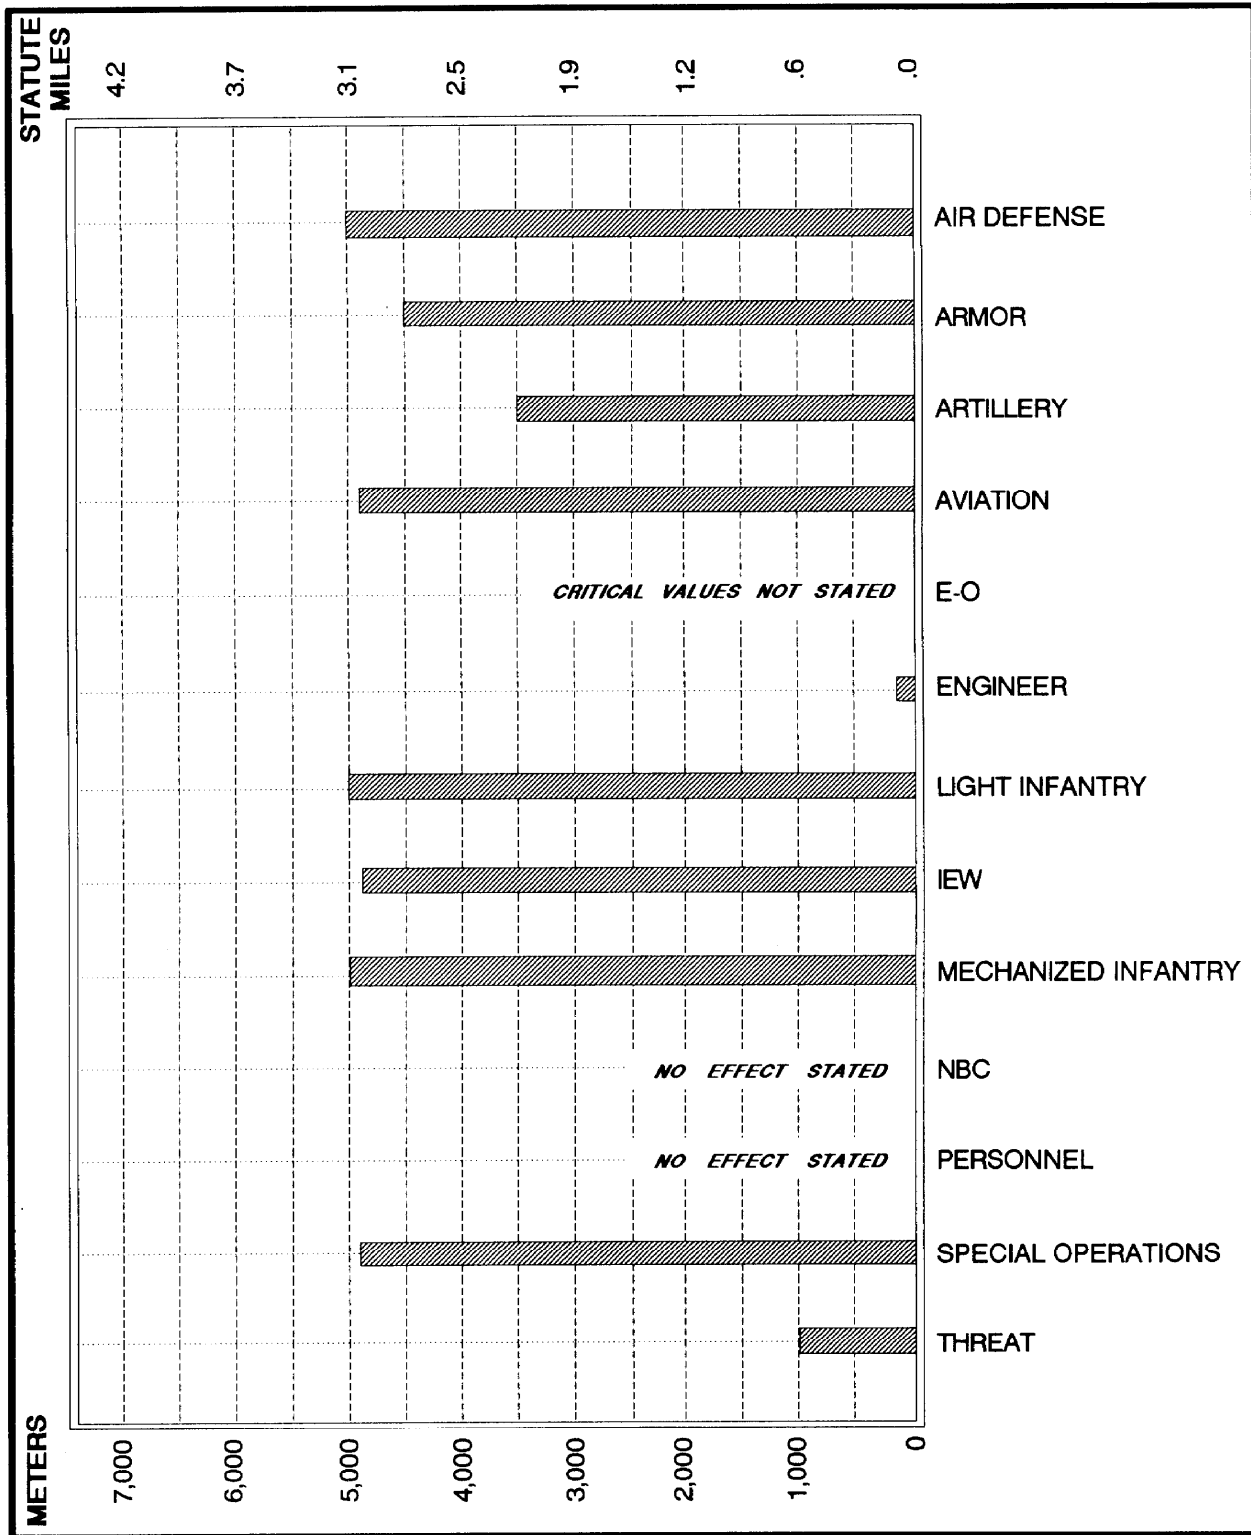 STATUTE
MILES
4.2
3.7
3.1
2.5
1.9
1.2
.6
.0
AIR DEFENSE
ARMOR
ARTILLERY
AVIATION
CRITICAL VALUES NOT STATED
E-O
ENGINEER
LIGHT INFANTRY
IEW
MECHANIZED INFANTRY
NO EFFECT STATED
NBC
NO EFFECT STATED
PERSONNEL
SPECIAL OPERATIONS
THREAT
METERS
7,000
6,000
5,000
4,000
3,000
2,000
1,000
0